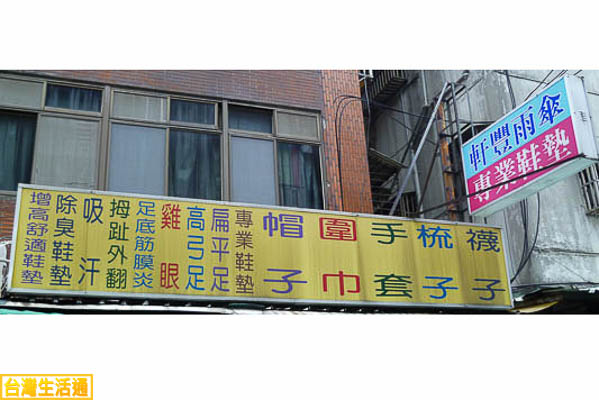 軒豐雨傘
專業鞋墊
襪子
梳子
手套
圍巾
帽子
專業鞋墊
扁平足
高弓足
雞眼
足底筋膜炎
拇趾外翻
吸汗
除臭鞋墊
增高舒適鞋墊
台灣生活通